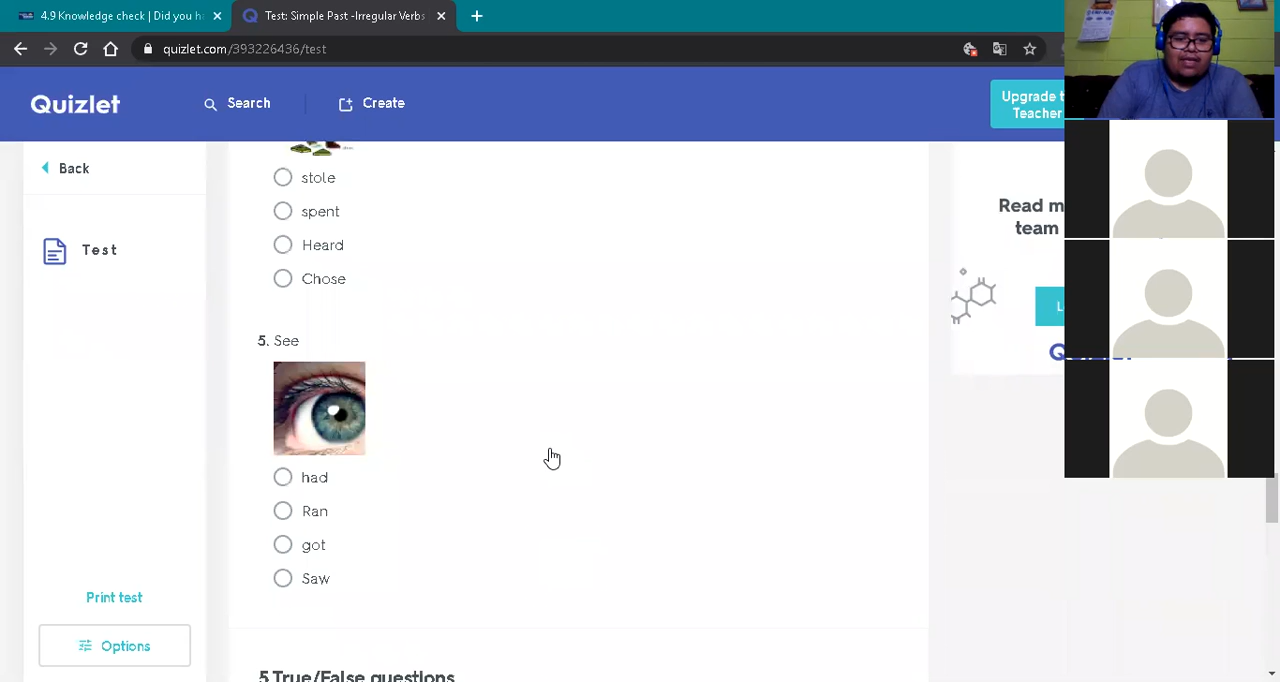 4.9 Knowledge check | Did you h
Test: Simple Past -Irregular Verbs
quizlet.com/393226436/test
Quizlet
Search
Create
Upgrade t
Teacher
Back
Test
stole
spent
Heard
Chose
5. See
had
Ran
got
Saw
Print test
Options
5 True/False questions
Read m
team
L